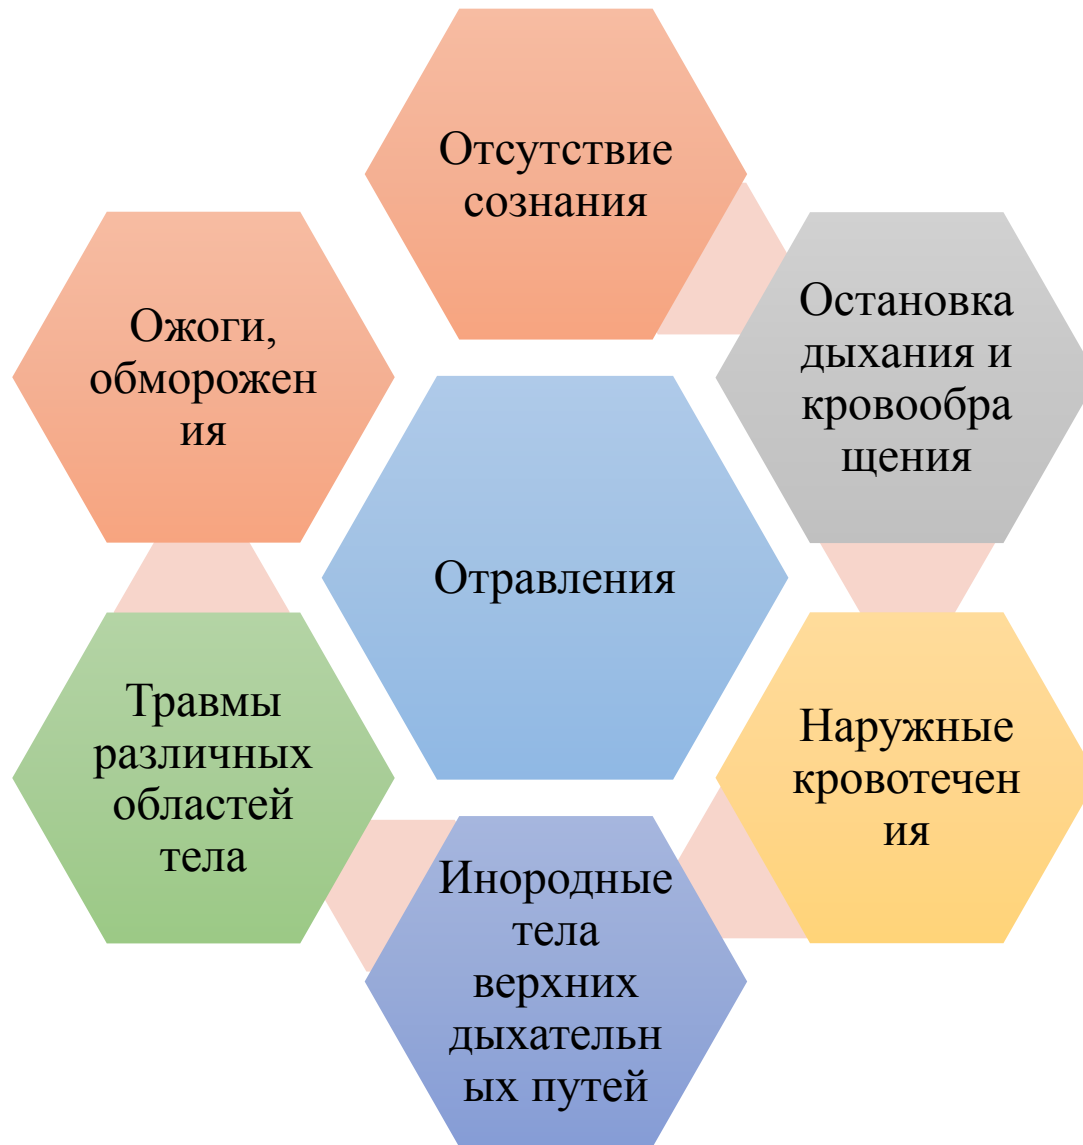 Отсутствие
сознания
Остановка
дыхания и
кровообра
щения
Ожоги,
обморожен
ия
Отравления
Наружные
кровотечен
ия
Травмы
различных
областей
тела
Инородные
тела
верхних
дыхательн
ых путей